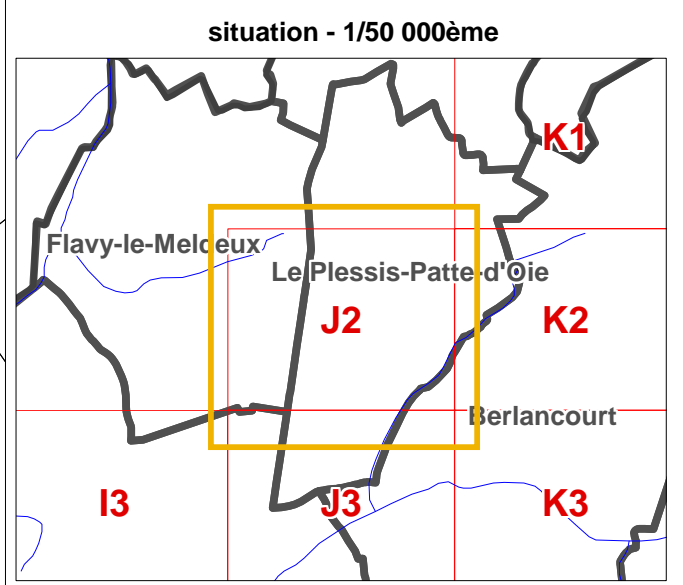 situation - 1/50 000ème
K1
Flavy-le-Meldeux
Le Plessis-Patte-d'Oie
J2
K2
Berlancourt
I3
J3
K3